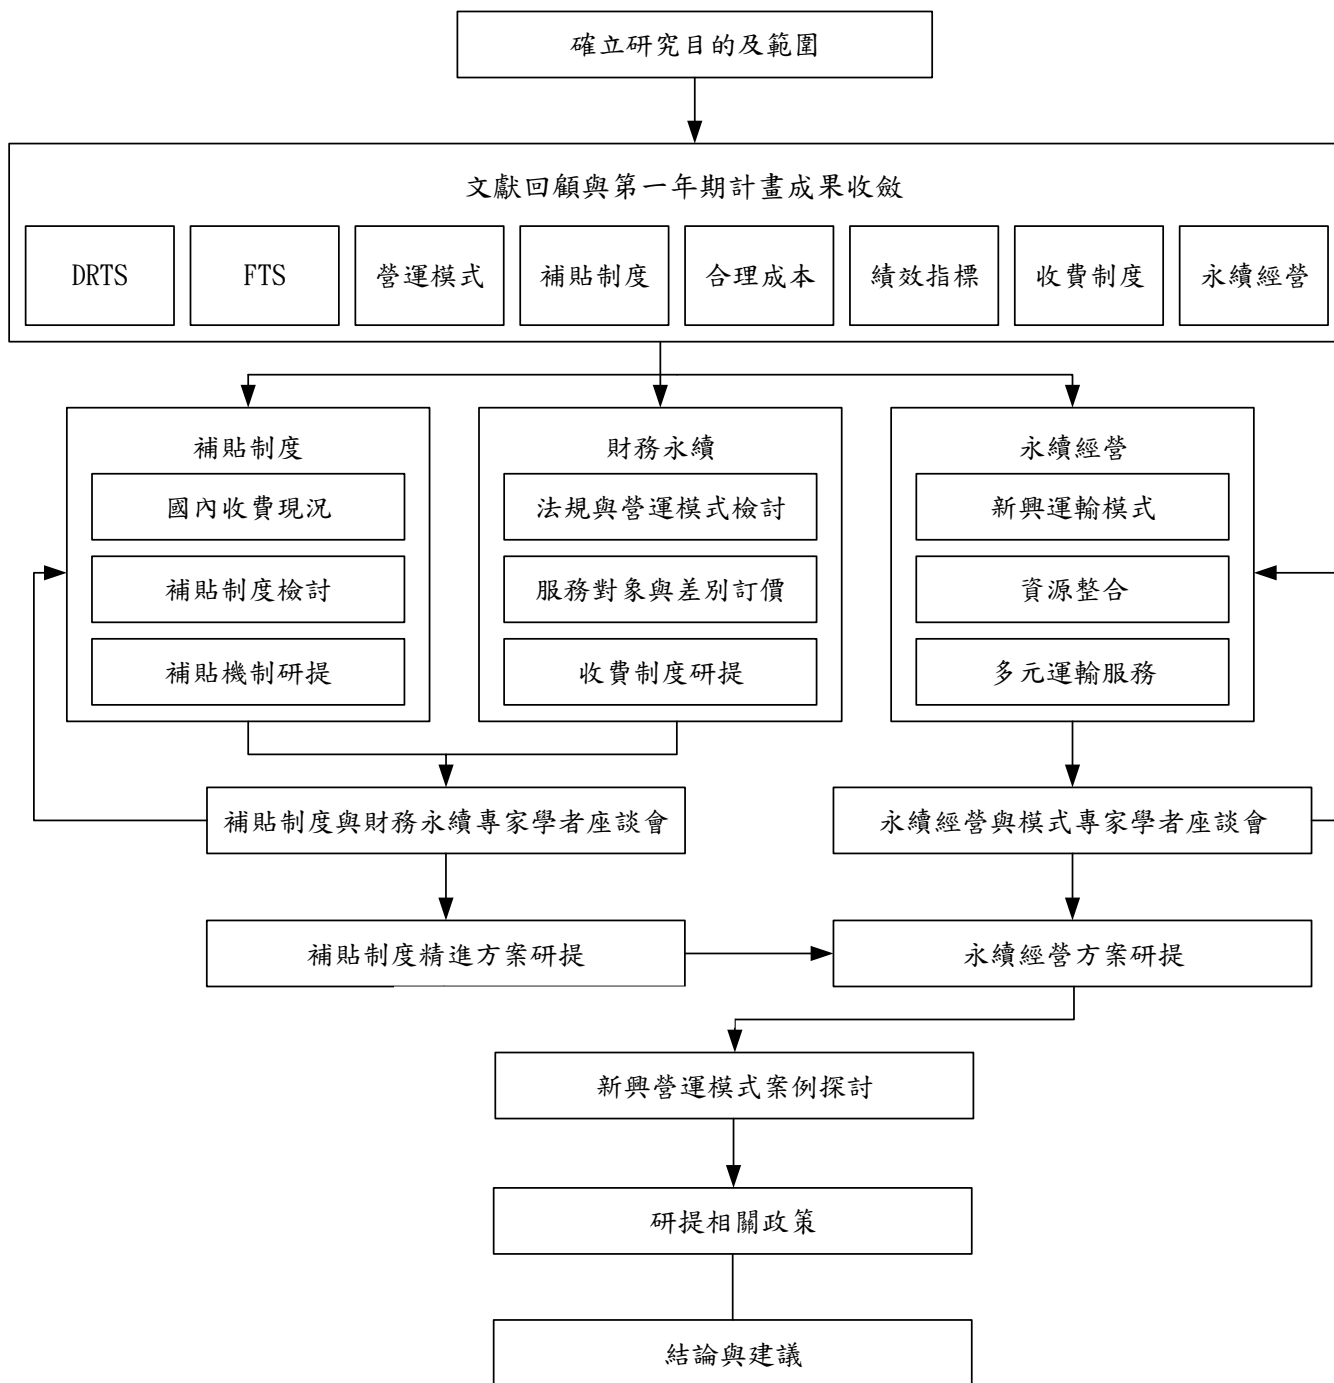 確立研究目的及範圍
文獻回顧與第一年期計畫成果收斂
DRTS
FTS
營運模式
補貼制度
合理成本
績效指標
收費制度
永續經營
補貼制度
國內收費現況
補貼制度檢討
補貼機制研提
財務永續
法規與營運模式檢討
服務對象與差別訂價
收費制度研提
永續經營
新興運輸模式
資源整合
多元運輸服務
補貼制度與財務永續專家學者座談會
永續經營與模式專家學者座談會
補貼制度精進方案研提
永續經營方案研提
新興營運模式案例探討
研提相關政策
結論與建議